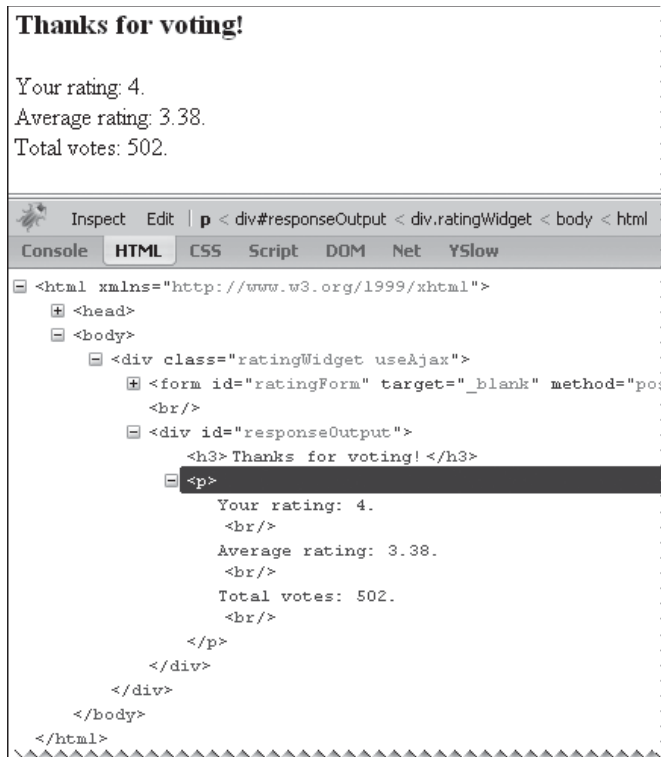 Thanks for voting!
Your rating: 4.
Average rating: 3.38.
Total votes: 502.
Inspect Edit | p < div#responseOutput < div.ratingWidget < body < html
Console HTML CSS Script DOM Net YSlow
<html xmlns="http://www.w3.org/1999/xhtml">
<head>
<body>
<div class="ratingWidget useAjax">
<form id="ratingForm" target="_blank" method="pos
<br/>
<div id="responseOutput">
<h3>Thanks for voting!</h3>
<p>
Your rating: 4.
<br/>
Average rating: 3.38.
<br/>
Total votes: 502.
<br/>
</p>
</div>
</div>
</body>
</html>